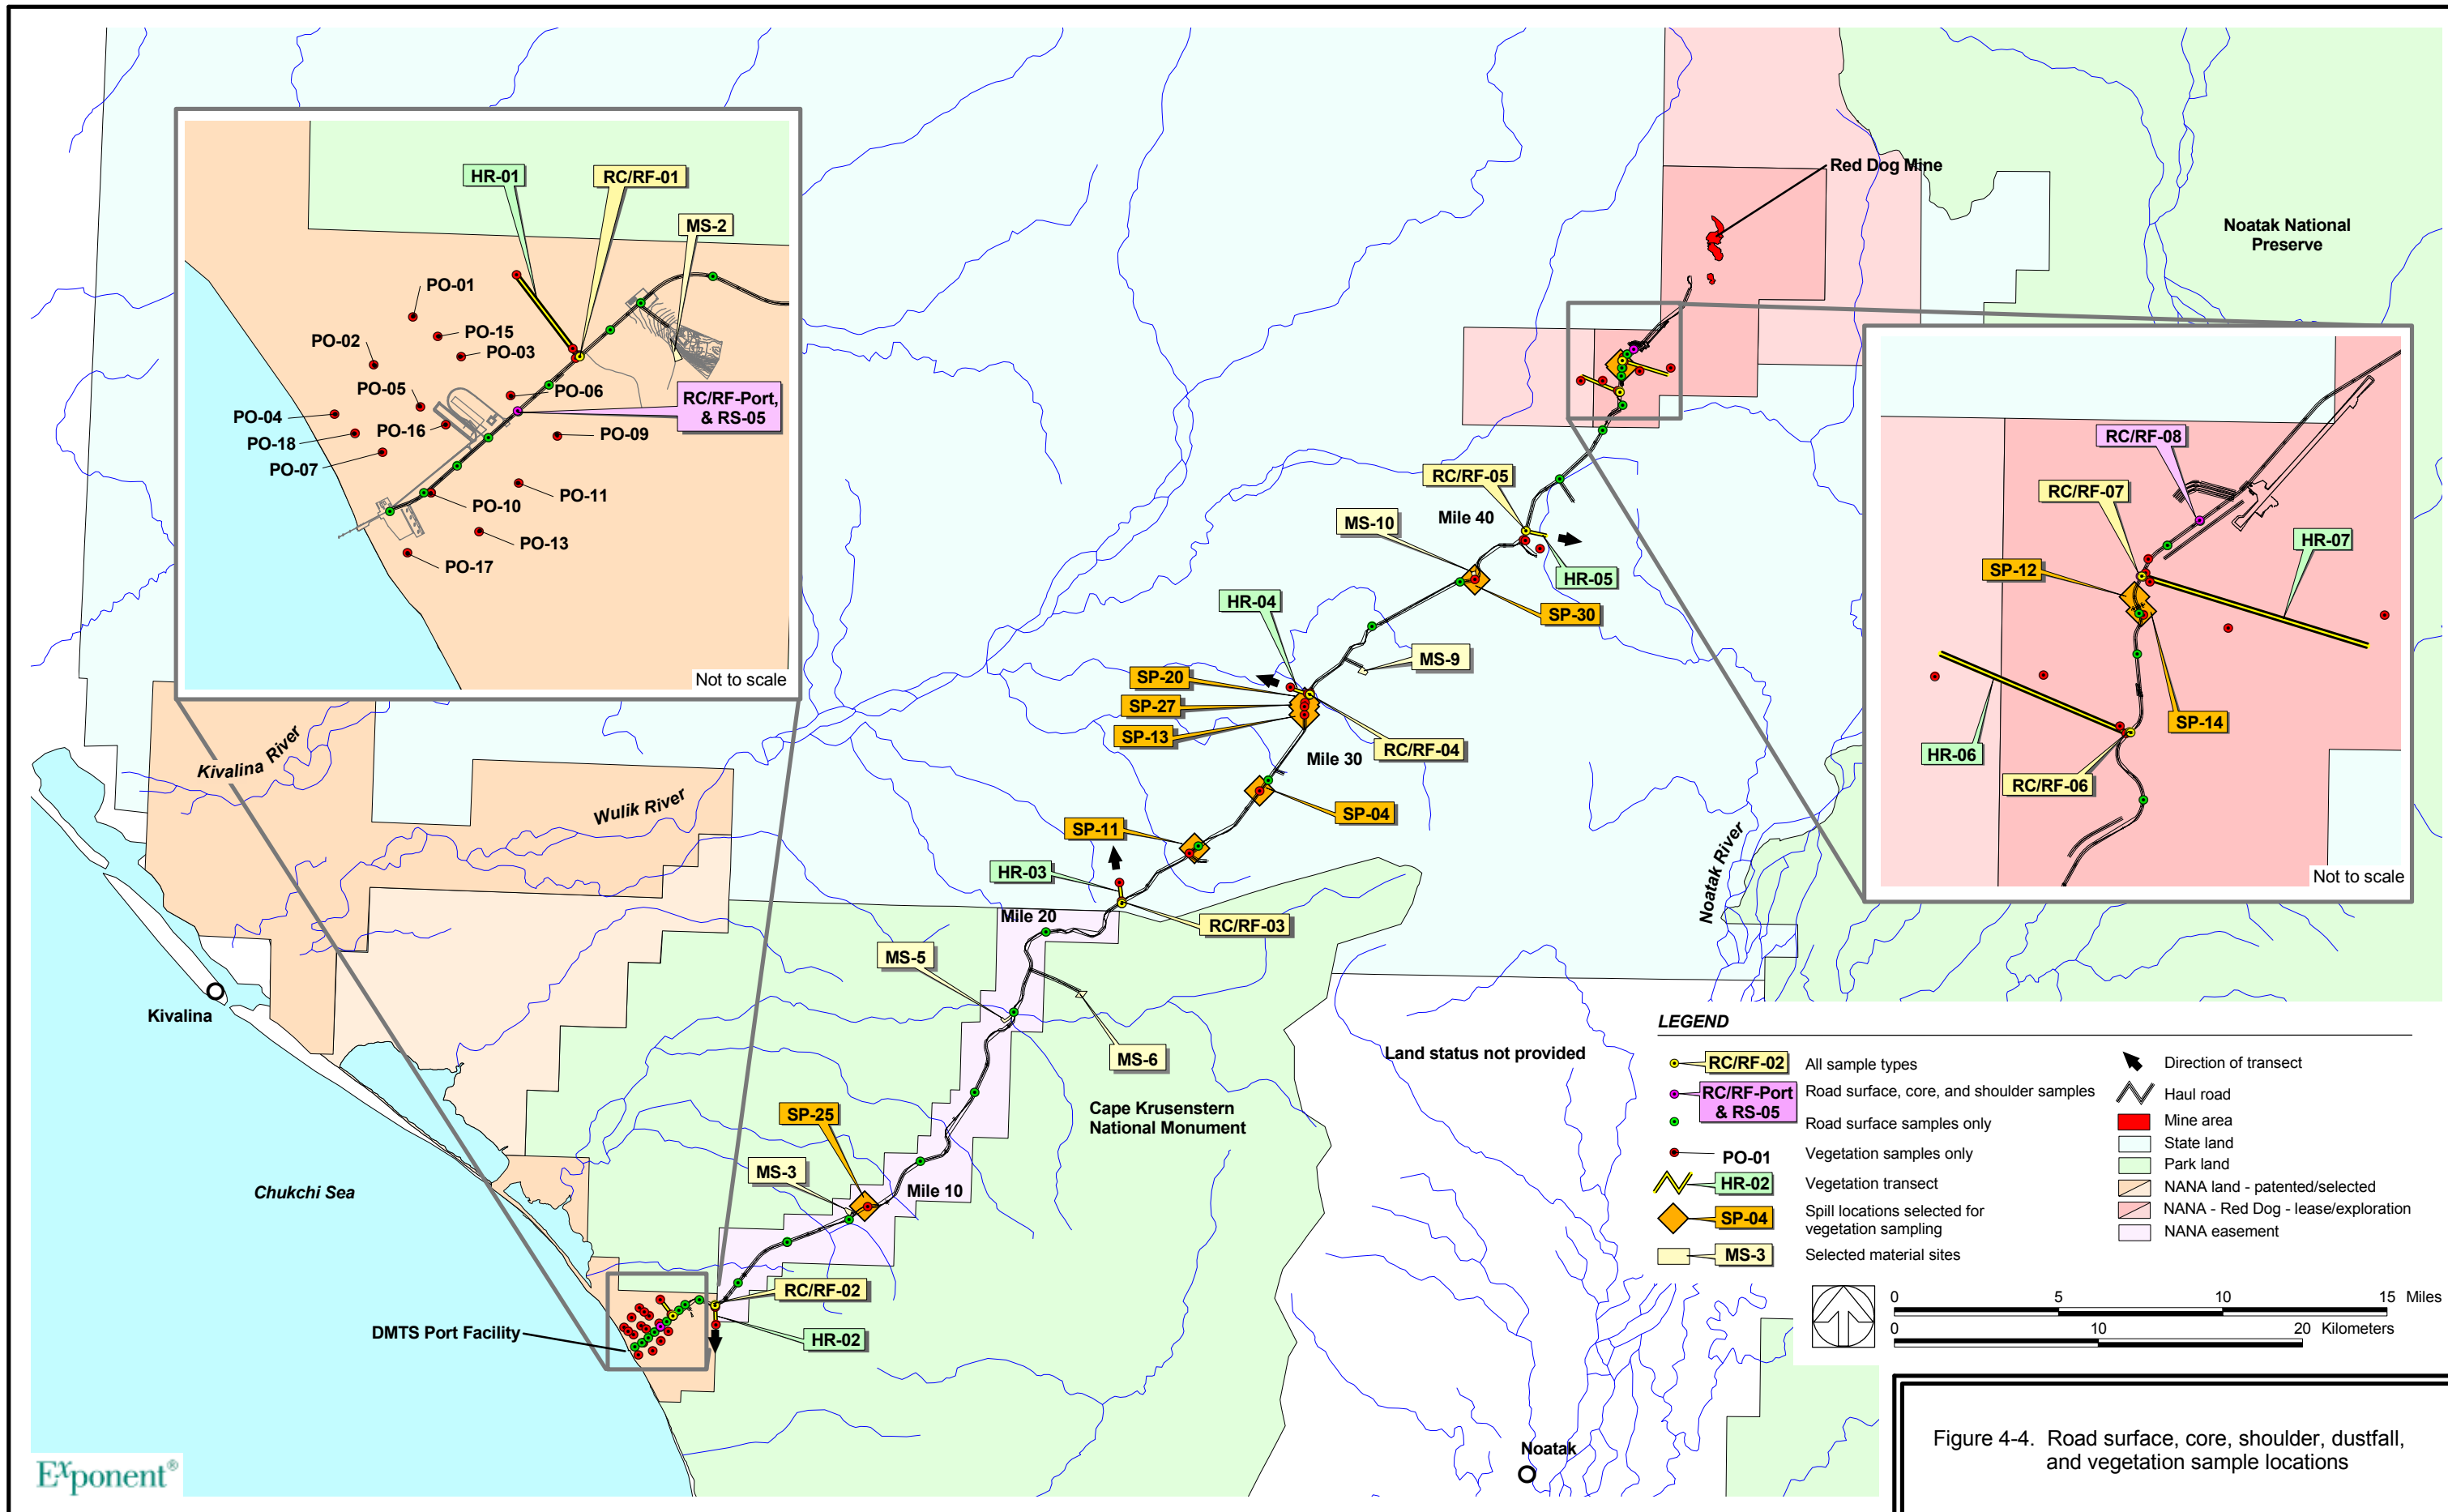 HR-01
RC/RF-01
MS-2
PO-01
PO-15
PO-02
PO-03
PO-05
PO-06
RC/RF-Port,
& RS-05
PO-04
PO-16
PO-09
PO-18
PO-07
PO-10
PO-11
PO-13
PO-17
Not to scale
Red Dog Mine
Noatak National
Preserve
RC/RF-08
RC/RF-07
HR-07
SP-12
SP-14
HR-06
RC/RF-06
Not to scale
RC/RF-05
Mile 40
MS-10
HR-05
SP-30
HR-04
MS-9
SP-20
SP-27
SP-13
RC/RF-04
Mile 30
Kivalina River
Wulik River
SP-04
SP-11
Noatak River
HR-03
Mile 20
RC/RF-03
MS-5
Kivalina
MS-6
Land status not provided
Cape Krusenstern
National Monument
SP-25
MS-3
Mile 10
Chukchi Sea
RC/RF-02
DMTS Port Facility
HR-02
Noatak
LEGEND
RC/RF-02 All sample types
RC/RF-Port
& RS-05
Road surface, core, and shoulder samples
Road surface samples only
PO-01 Vegetation samples only
HR-02 Vegetation transect
SP-04 Spill locations selected for
vegetation sampling
MS-3 Selected material sites
Direction of transect
Haul road
Mine area
State land
Park land
NANA land - patented/selected
NANA - Red Dog - lease/exploration
NANA easement
0 5 10 15 Miles
0 10 20 Kilometers
Figure 4-4. Road surface, core, shoulder, dustfall,
and vegetation sample locations
Exponent®